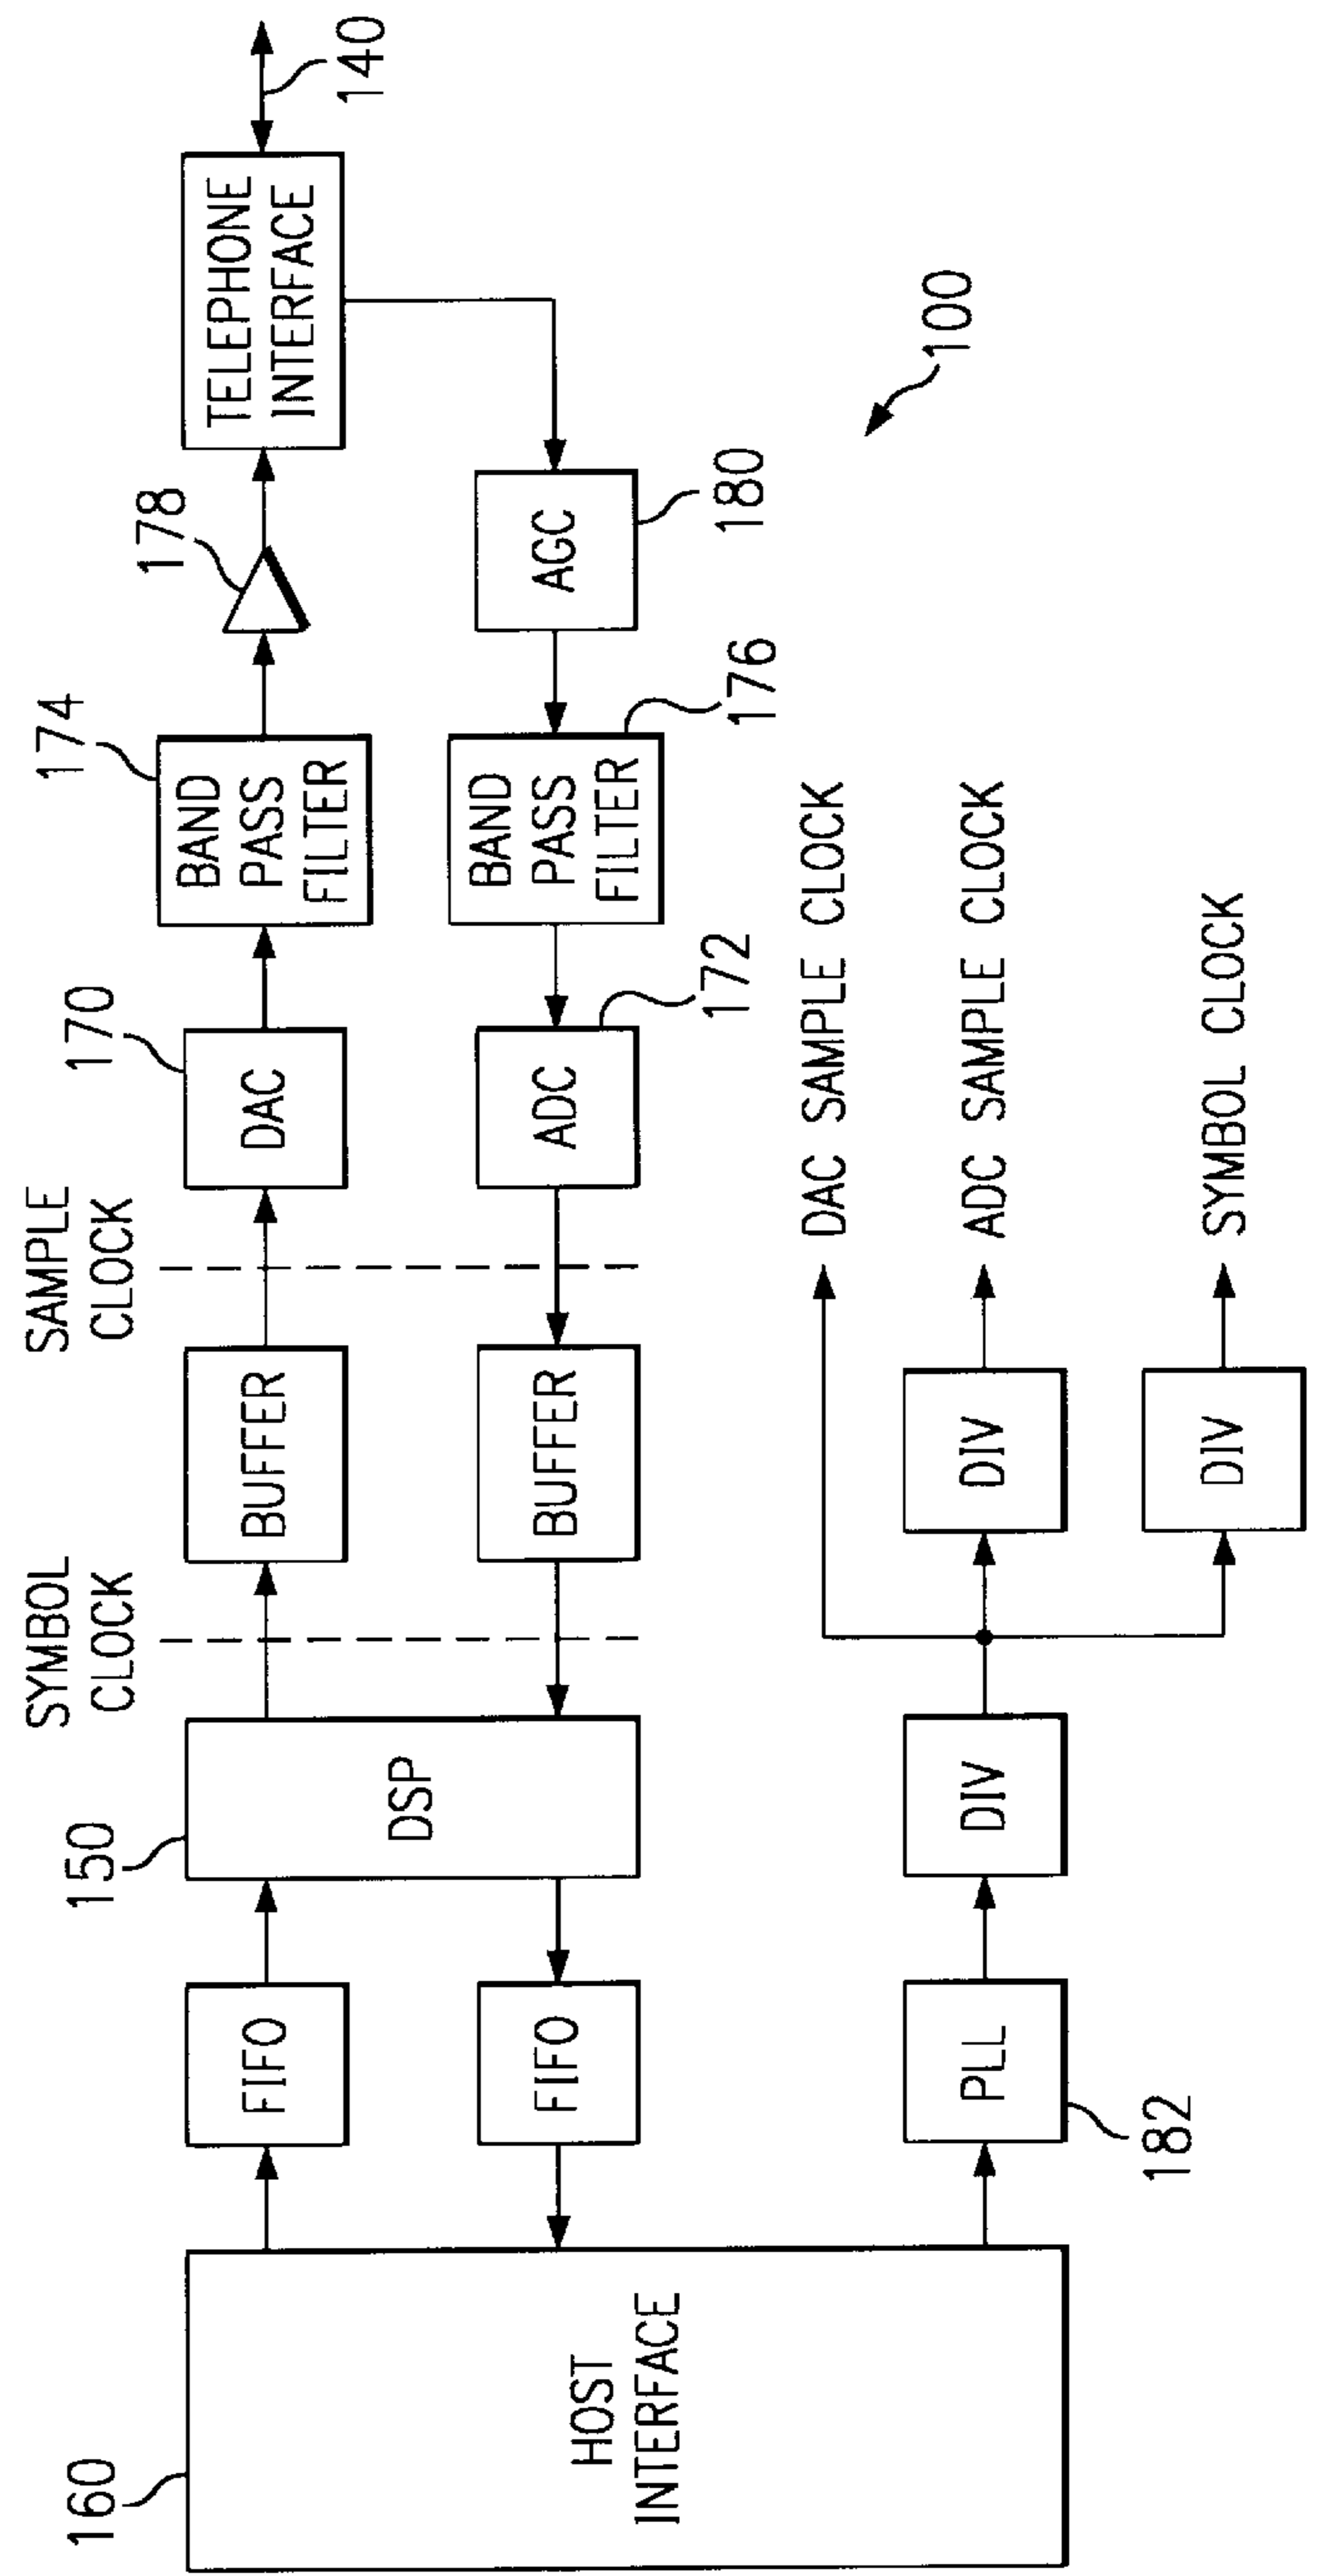 160
HOST
INTERFACE
FIFO
FIFO
150
DSP
SYMBOL
CLOCK
BUFFER
BUFFER
SAMPLE
CLOCK
170
DAC
ADC
172
174
BAND
PASS
FILTER
BAND
PASS
FILTER
176
178
AGC
180
TELEPHONE
INTERFACE
140
100
PLL
182
DIV
DIV
DIV
DAC SAMPLE CLOCK
ADC SAMPLE CLOCK
SYMBOL CLOCK